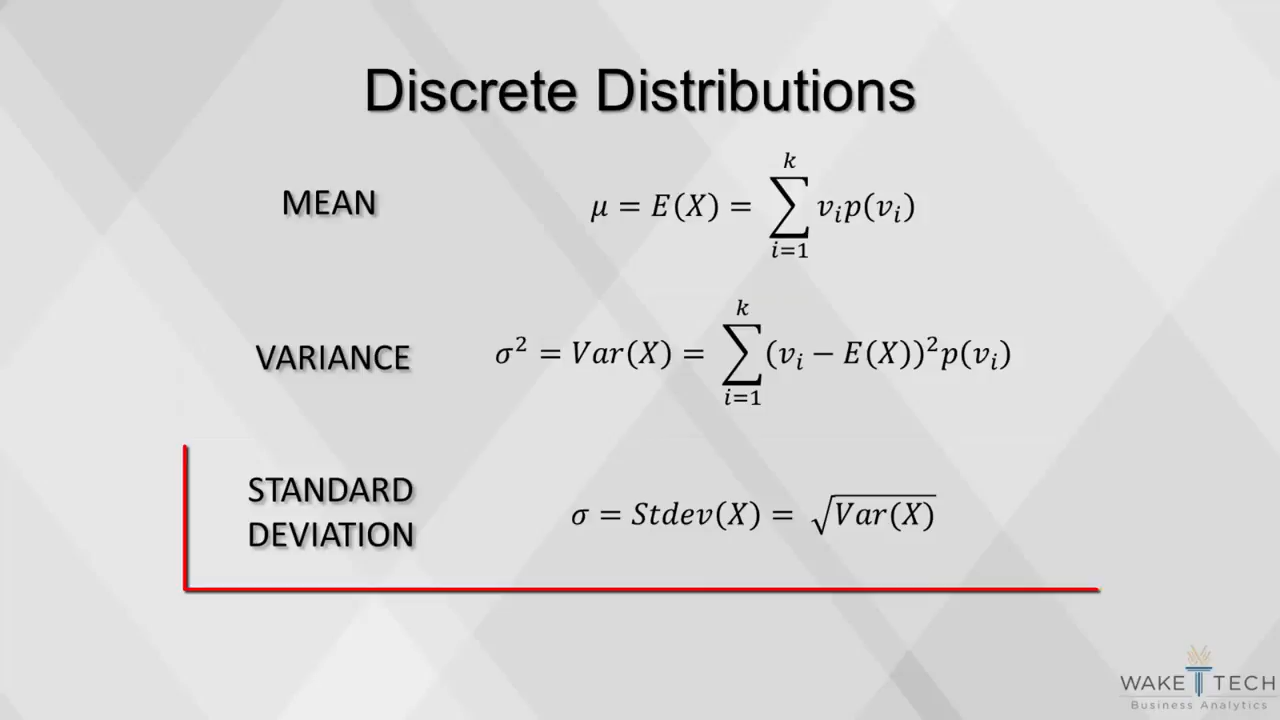 Discrete Distributions
MEAN
μ = E(X) = ∑_{i=1}^{k} v_i p(v_i)
VARIANCE
σ² = Var(X) = ∑_{i=1}^{k} (v_i − E(X))² p(v_i)
STANDARD
DEVIATION
σ = Stdev(X) = √Var(X)
WAKE TECH
Business Analytics